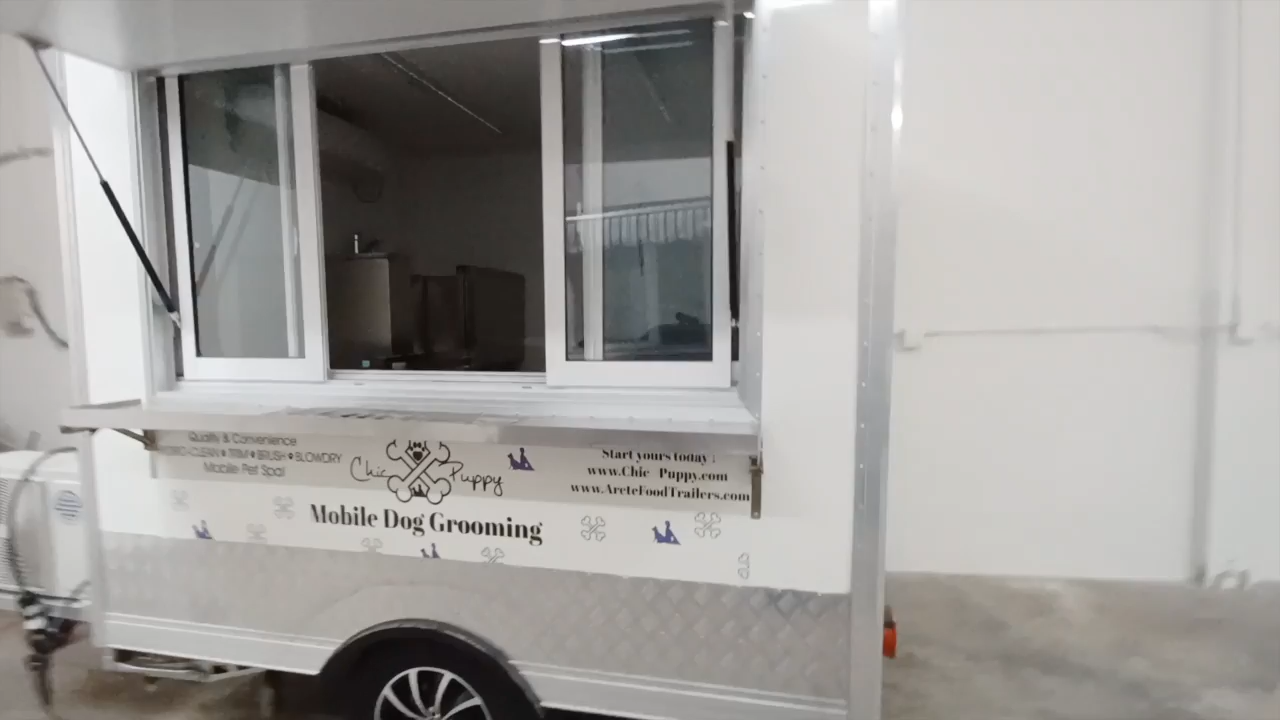 Quality & Convenience
HYDRO-CLEAN • TRIM • BRUSH • BLOWDRY
Mobile Pet Spa!
Chic Puppy
Start yours today!
www.Chic-Puppy.com
www.AreteFoodTrailers.com
Mobile Dog Grooming